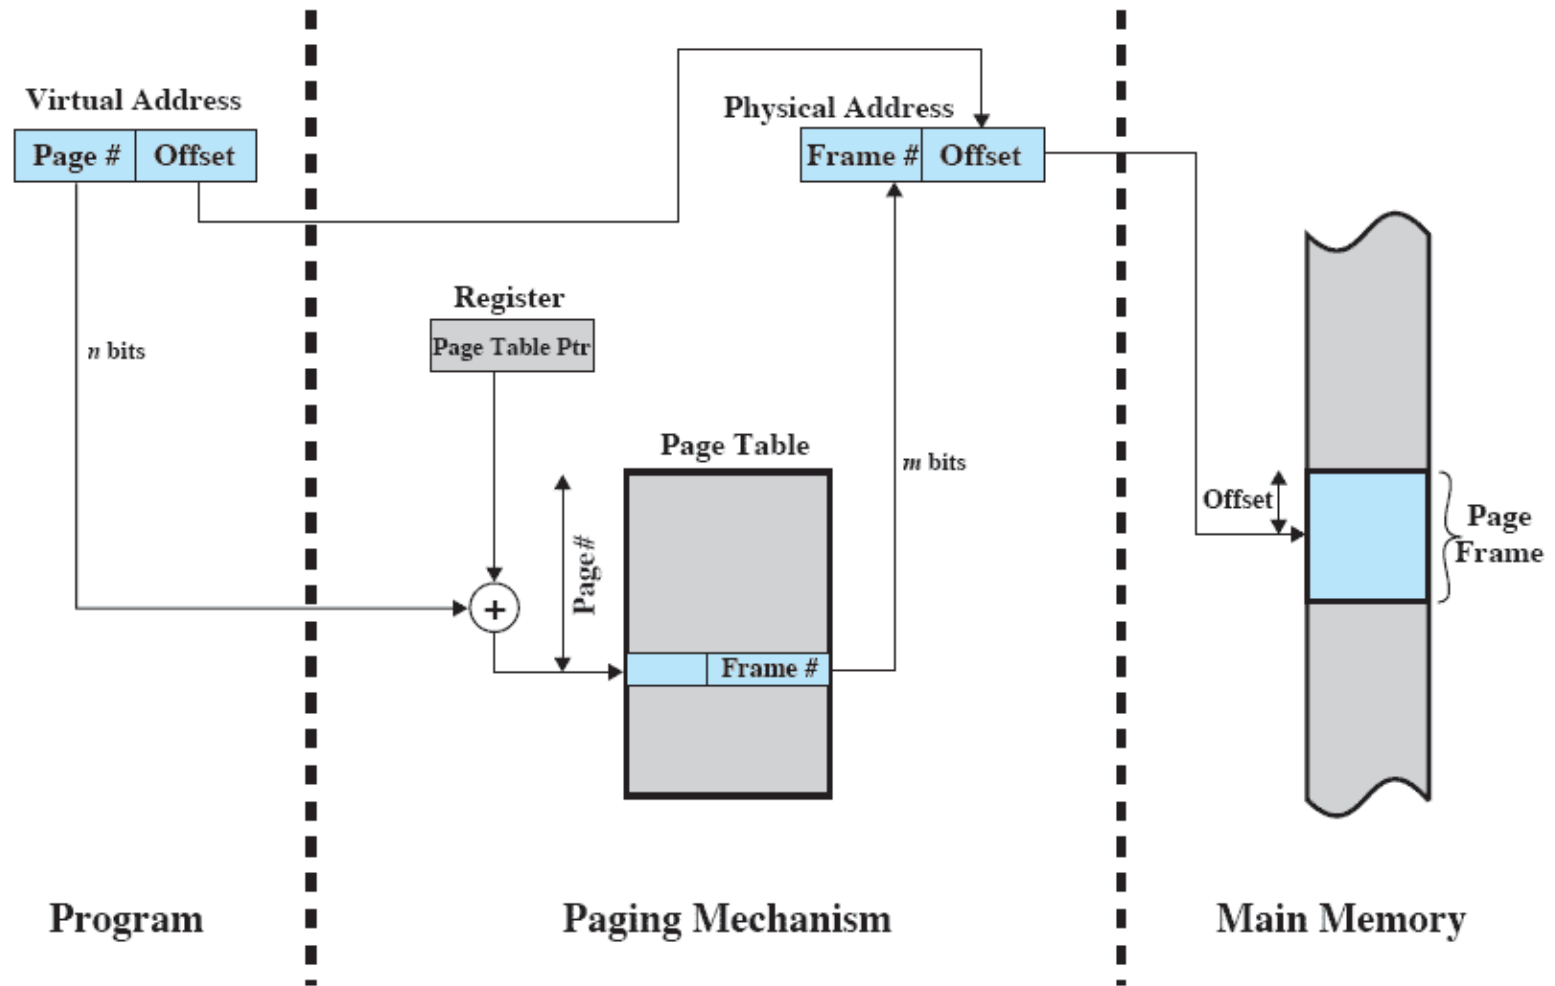 Virtual Address
Page # Offset
n bits
Physical Address
Frame # Offset
Register
Page Table Ptr
Page Table
m bits
Page#
+
Frame #
Offset
Page
Frame
Program
Paging Mechanism
Main Memory